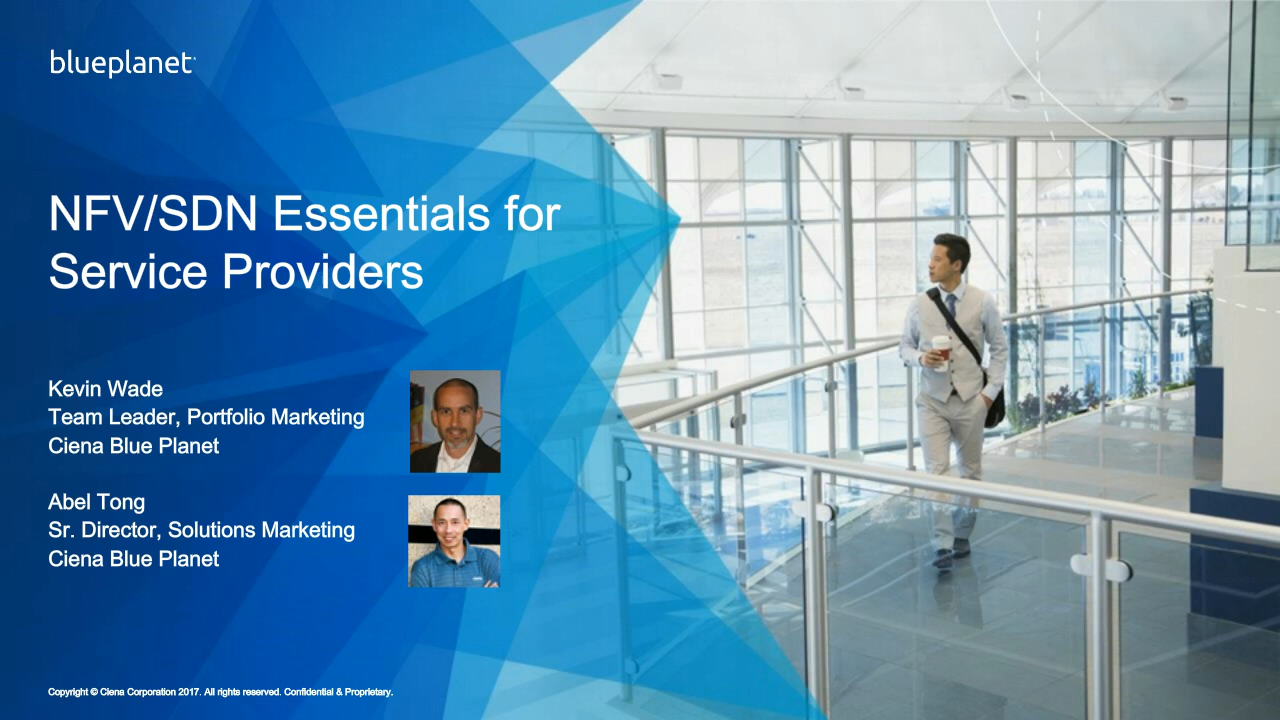 blueplanet
NFV/SDN Essentials for
Service Providers
Kevin Wade
Team Leader, Portfolio Marketing
Ciena Blue Planet
Abel Tong
Sr. Director, Solutions Marketing
Ciena Blue Planet
Copyright © Ciena Corporation 2017. All rights reserved. Confidential & Proprietary.